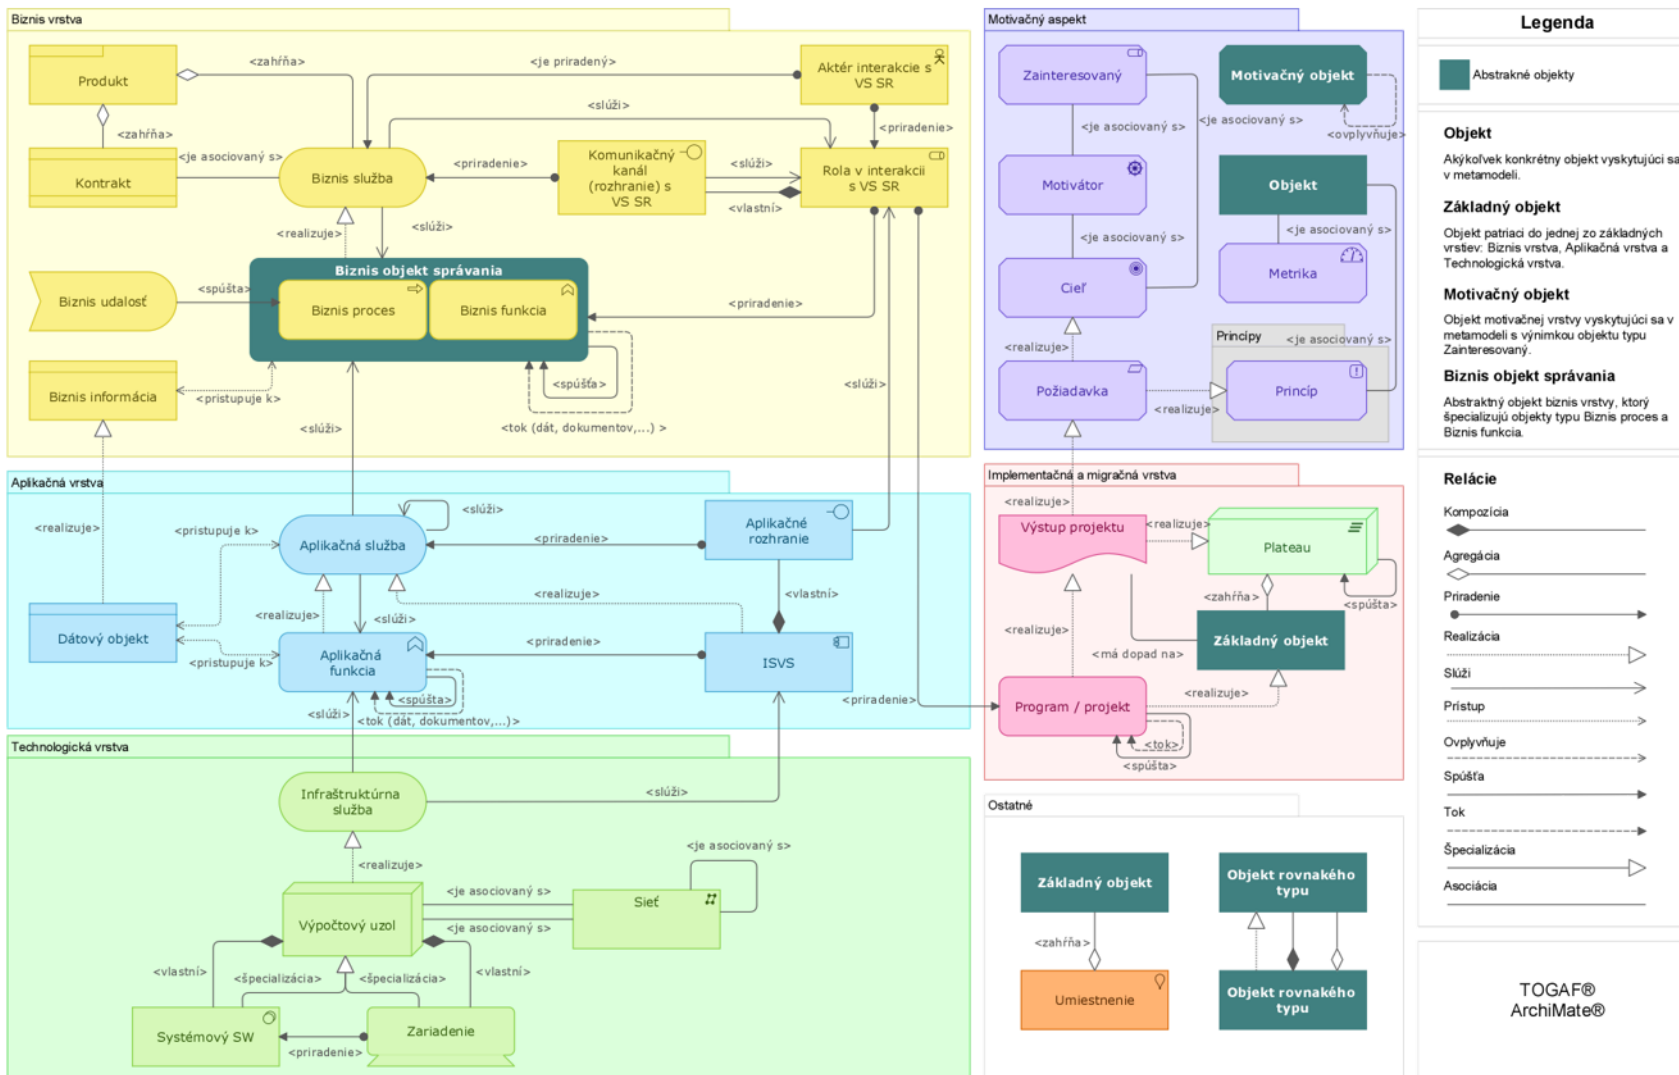 Biznis vrstva
Produkt
<zahŕňa>
<je priradený>
Aktér interakcie s
VS SR
<slúži>
<zahŕňa>
<priradenie>
Kontrakt
<je asociovaný s>
Biznis služba
<priradenie>
Komunikačný
kanál
(rozhranie) s
VS SR
<slúži>
<vlastní>
Rola v interakcii
s VS SR
<realizuje>
<slúži>
Biznis objekt správania
Biznis udalosť
<spúšta>
Biznis proces
Biznis funkcia
<priradenie>
Biznis informácia
<pristupuje k>
<spúšťa>
<slúži>
<tok (dát, dokumentov,...) >
<slúži>
Aplikačná vrstva
<realizuje>
<pristupuje k>
Aplikačná služba
<slúži>
<priradenie>
Aplikačné
rozhranie
<realizuje>
<realizuje>
<vlastní>
Dátový objekt
<slúži>
<pristupuje k>
Aplikačná
funkcia
<priradenie>
ISVS
<spúšta>
<priradenie>
<slúži>
<tok (dát, dokumentov,...)>
Technologická vrstva
Infraštruktúrna
služba
<slúži>
<realizuje>
<je asociovaný s>
<je asociovaný s>
Sieť
Výpočtový uzol
<je asociovaný s>
<vlastní>
<špecializácia>
<špecializácia>
<vlastní>
Systémový SW
Zariadenie
<priradenie>
Motivačný aspekt
Zainteresovaný
Motivačný objekt
<je asociovaný s>
<je asociovaný s>
<ovplyvňuje>
Motivátor
Objekt
<je asociovaný s>
<je asociovaný s>
Cieľ
Metrika
<realizuje>
Princípy
<je asociovaný s>
Požiadavka
<realizuje>
Princíp
Implementačná a migračná vrstva
<realizuje>
Výstup projektu
<realizuje>
Plateau
<zahŕňa>
<spúšta>
<realizuje>
Základný objekt
<má dopad na>
<realizuje>
Program / projekt
<tok>
<spúšta>
Ostatné
Základný objekt
Objekt rovnakého
typu
<zahŕňa>
Umiestnenie
Objekt rovnakého
typu
Legenda
Abstrakné objekty
Objekt
Akýkoľvek konkrétny objekt vyskytujúci sa
v metamodeli.
Základný objekt
Objekt patriaci do jednej zo základných
vrstiev: Biznis vrstva, Aplikačná vrstva a
Technologická vrstva.
Motivačný objekt
Objekt motivačnej vrstvy vyskytujúci sa v
metamodeli s výnimkou objektu typu
Zainteresovaný.
Biznis objekt správania
Abstraktný objekt biznis vrstvy, ktorý
špecializujú objekty typu Biznis proces a
Biznis funkcia.
Relácie
Kompozícia
Agregácia
Priradenie
Realizácia
Slúži
Prístup
Ovplyvňuje
Spúšťa
Tok
Špecializácia
Asociácia
TOGAF®
ArchiMate®